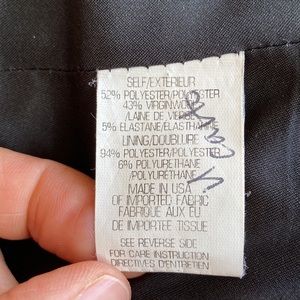 SELF/EXTÉRIEUR
52% POLYESTER/POLYESTER
43% VIRGINWOOL
/LAINE DE VIERGE
5% ELASTANE/ÉLASTHANNE
LINING/DOUBLURE
94% POLYESTER/POLYESTER
6% POLYURETHANE/
/POLYURETHANE
MADE IN USA
OF IMPORTED FABRIC
FABRIQUE AUX EU
DE IMPORTEE TISSUE
SEE REVERSE SIDE
FOR CARE INSTRUCTION
DIRECTIVES D'ENTRETIEN